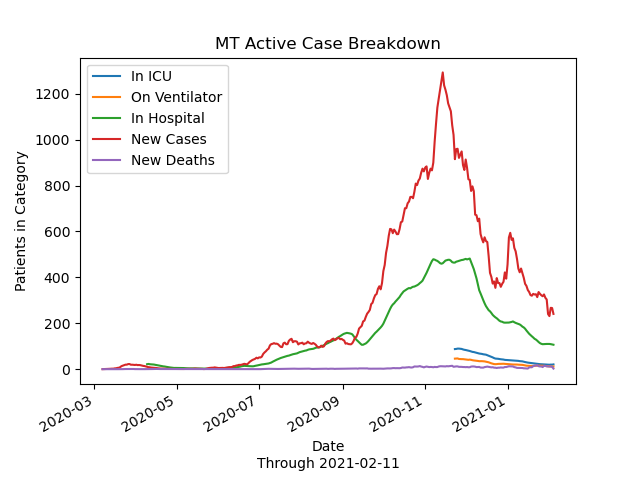 MT Active Case Breakdown
In ICU
On Ventilator
In Hospital
New Cases
New Deaths
Patients in Category
1200
1000
800
600
400
200
0
2020-03
2020-05
2020-07
2020-09
2020-11
2021-01
Date
Through 2021-02-11